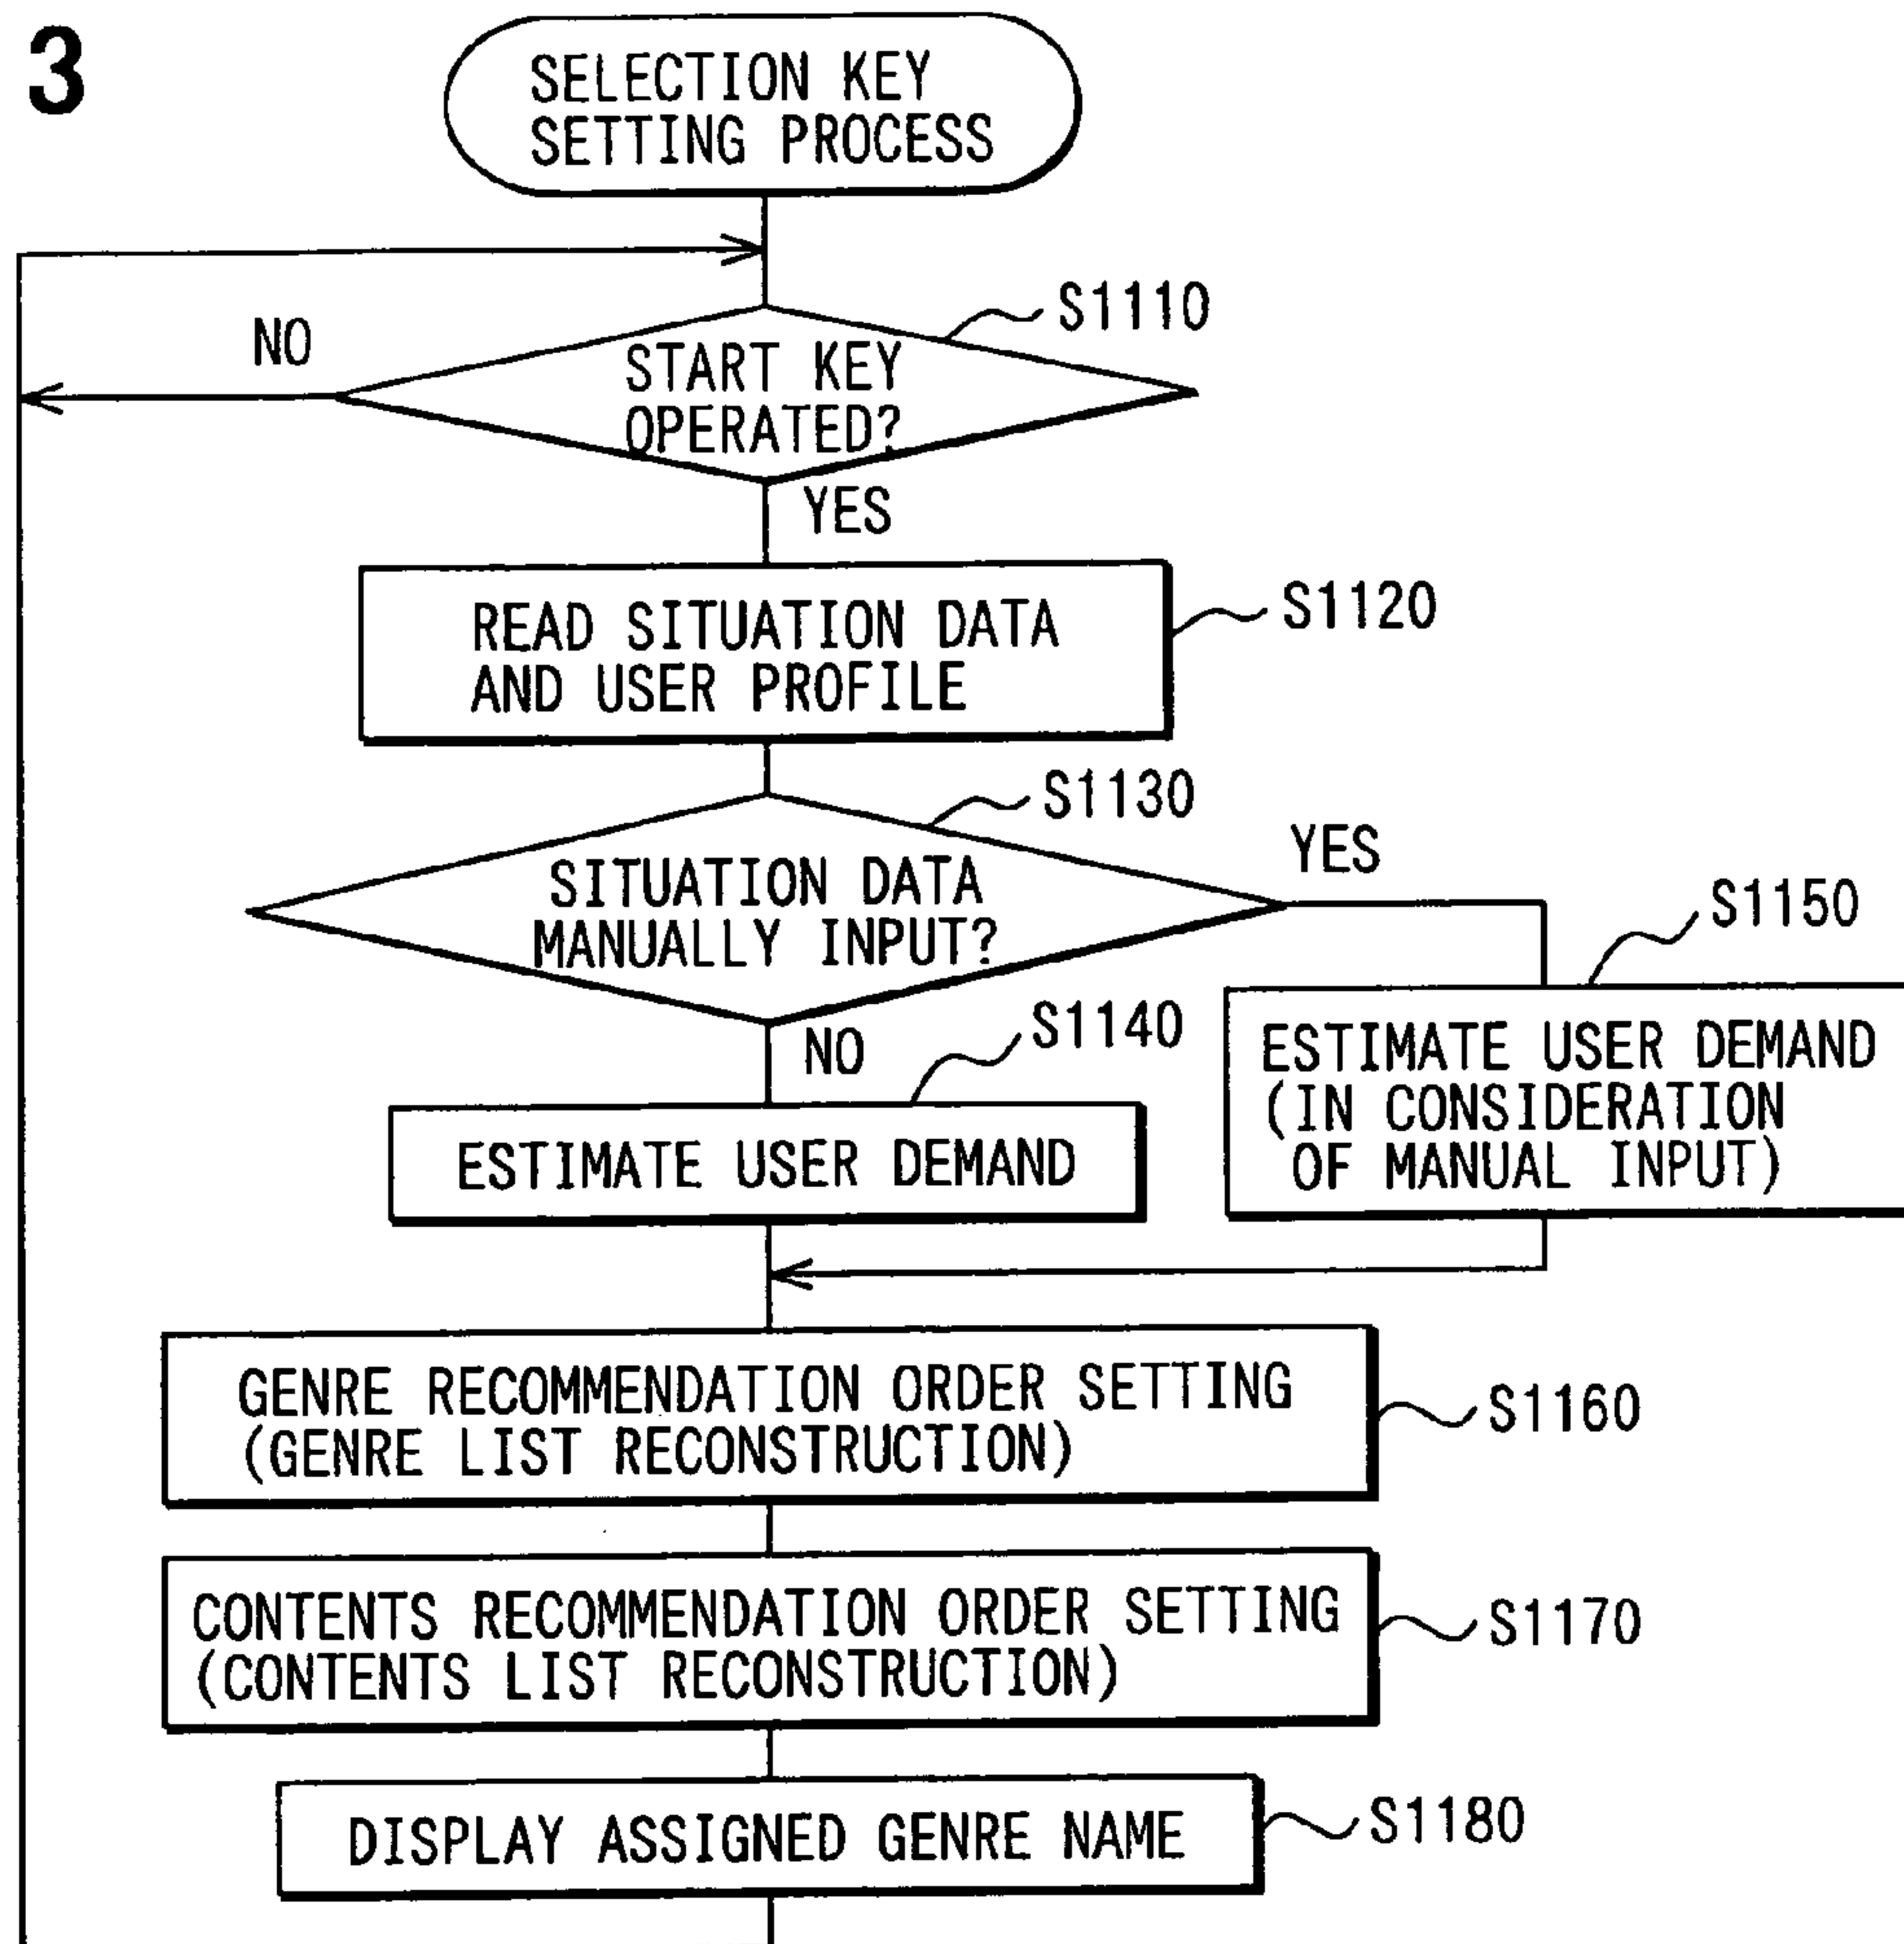 3
SELECTION KEY
SETTING PROCESS
S1110
NO
START KEY
OPERATED?
YES
READ SITUATION DATA
AND USER PROFILE
S1120
S1130
SITUATION DATA
MANUALLY INPUT?
YES
S1150
NO
S1140
ESTIMATE USER DEMAND
ESTIMATE USER DEMAND
(IN CONSIDERATION
OF MANUAL INPUT)
GENRE RECOMMENDATION ORDER SETTING
(GENRE LIST RECONSTRUCTION)
S1160
CONTENTS RECOMMENDATION ORDER SETTING
(CONTENTS LIST RECONSTRUCTION)
S1170
DISPLAY ASSIGNED GENRE NAME
S1180